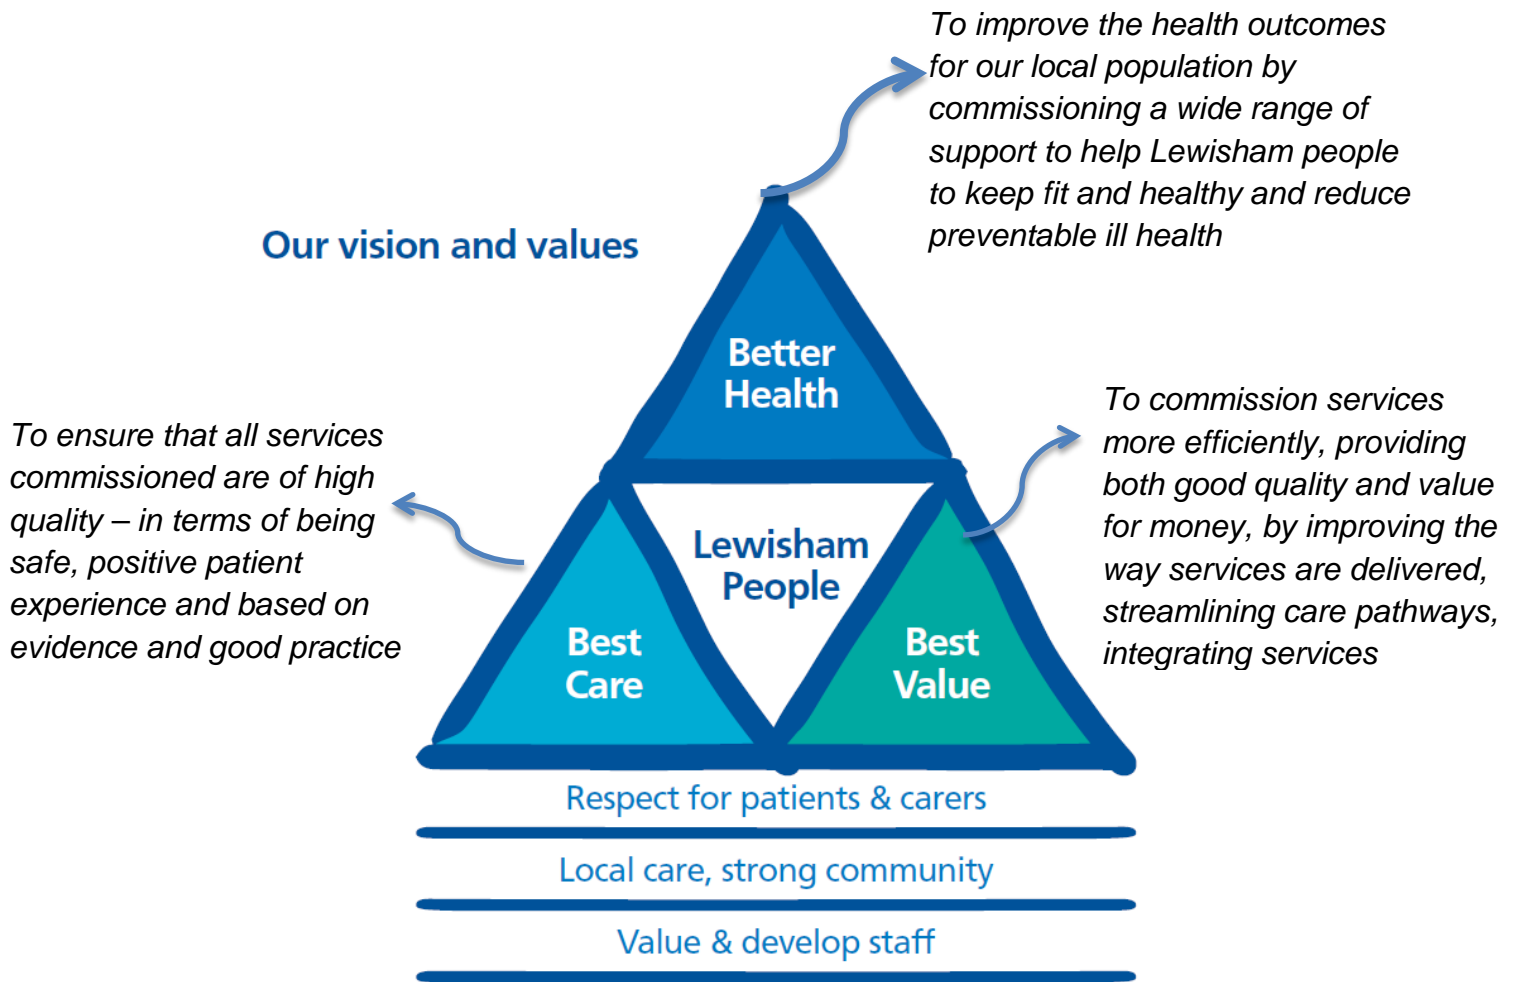 To improve the health outcomes
for our local population by
commissioning a wide range of
support to help Lewisham people
to keep fit and healthy and reduce
preventable ill health
Our vision and values
Better
Health
To commission services
more efficiently, providing
both good quality and value
for money, by improving the
way services are delivered,
streamlining care pathways,
integrating services
To ensure that all services
commissioned are of high
quality – in terms of being
safe, positive patient
experience and based on
evidence and good practice
Lewisham
People
Best
Care
Best
Value
Respect for patients & carers
Local care, strong community
Value & develop staff